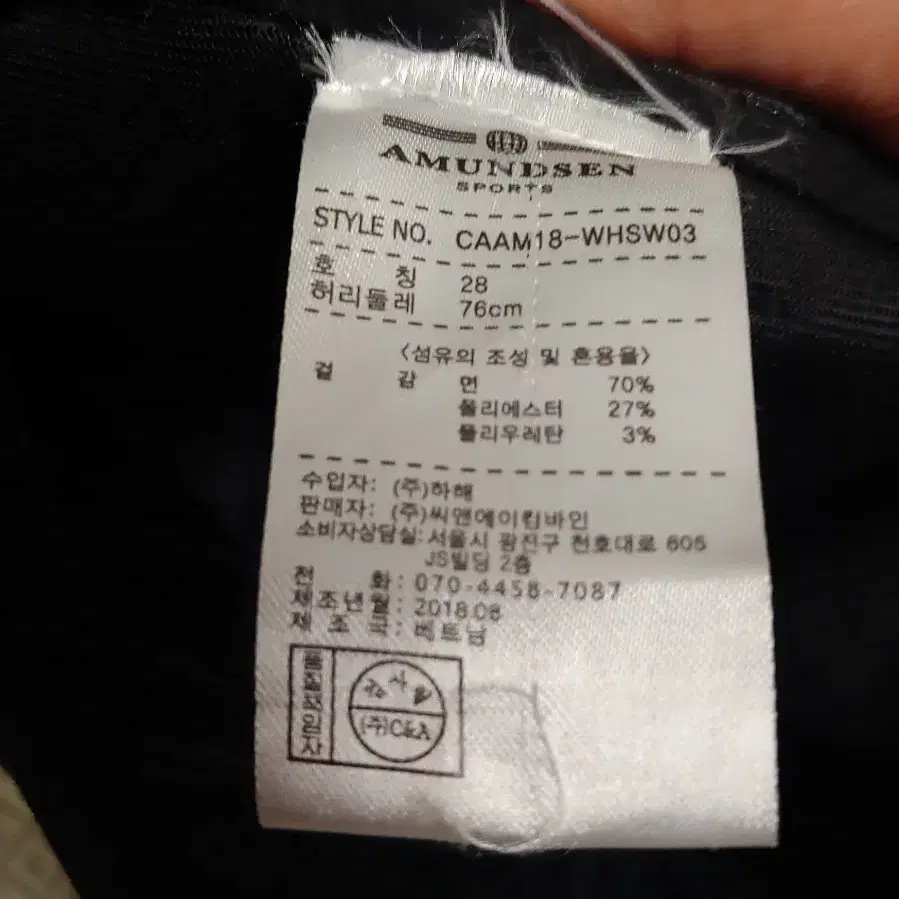 AMUNDSEN
SPORTS
STYLE NO. CAAM18-WHSW03
호 칭 28
허리둘레 76cm
<섬유의 조성 및 혼용율>
겉 감 면 70%
폴리에스터 27%
폴리우레탄 3%
수입자: (주)하해
판매자: (주)씨앤에이컴바인
소비자상담실: 서울시 광진구 천호대로 605
JS빌딩 2층
전 화: 070-4458-7087
제조년월: 2018.08
제 조 국: 베트남
품질확인자
검사필
(주)C&A